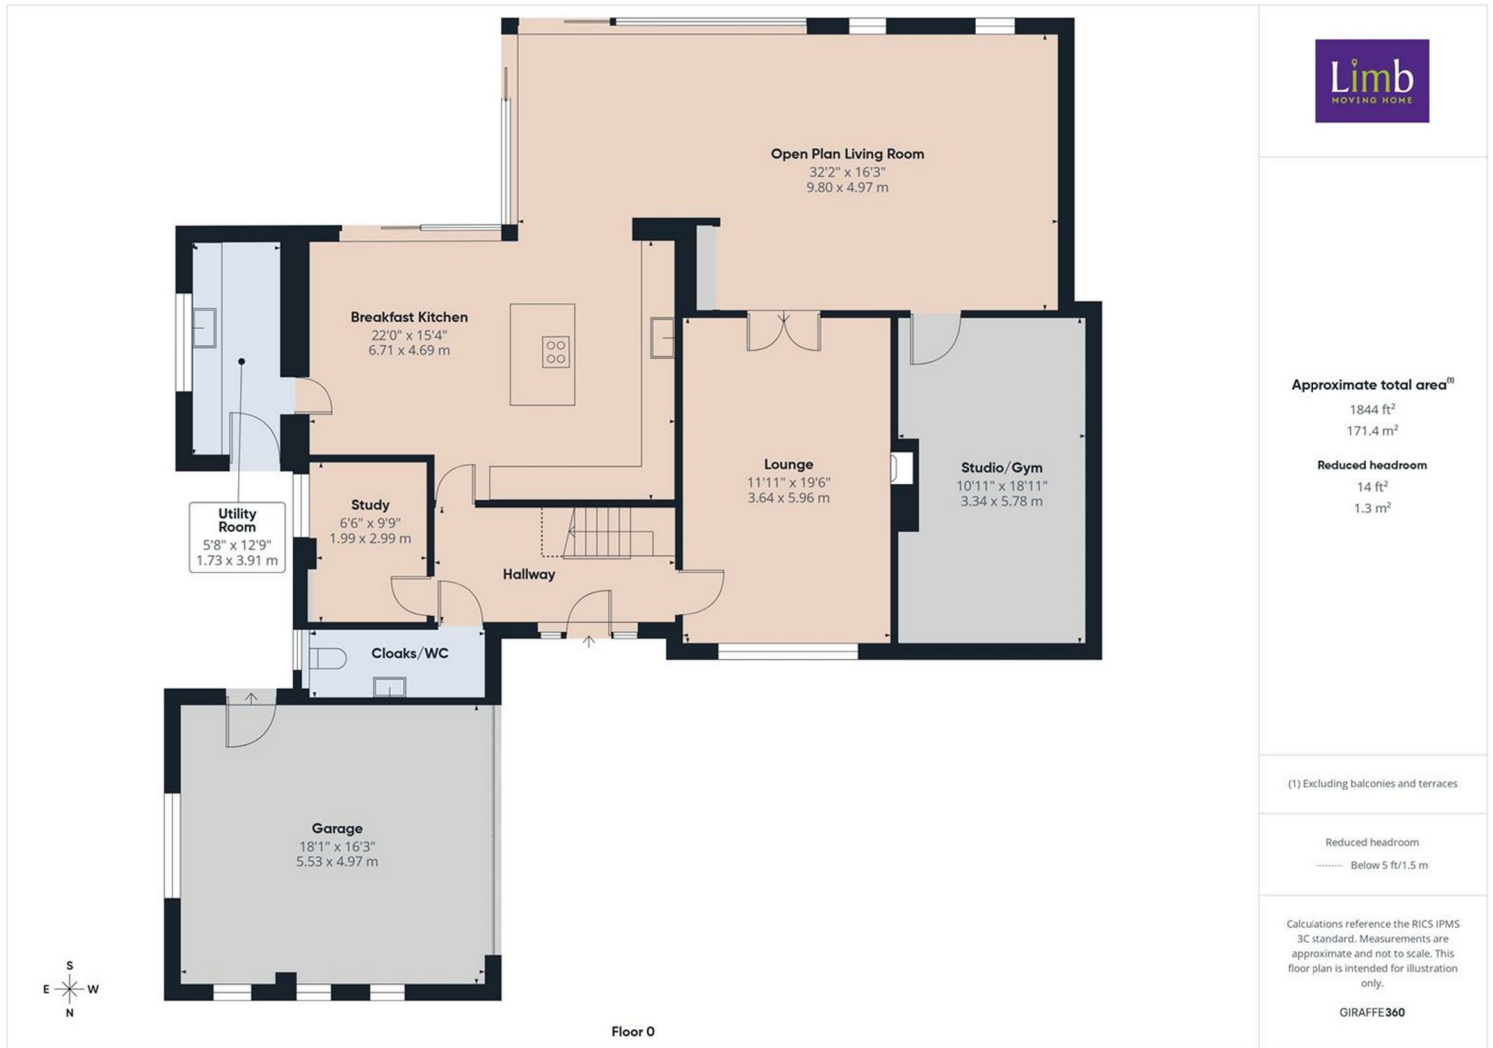 Open Plan Living Room
32'2" x 16'3"
9.80 x 4.97 m
Breakfast Kitchen
22'0" x 15'4"
6.71 x 4.69 m
Lounge
11'11" x 19'6"
3.64 x 5.96 m
Studio/Gym
10'11" x 18'11"
3.34 x 5.78 m
Study
6'6" x 9'9"
1.99 x 2.99 m
Utility
Room
5'8" x 12'9"
1.73 x 3.91 m
Hallway
Cloaks/WC
Garage
18'1" x 16'3"
5.53 x 4.97 m
S
E W
N
Floor 0
Limb
MOVING HOME
Approximate total area(1)
1844 ft²
171.4 m²
Reduced headroom
14 ft²
1.3 m²
(1) Excluding balconies and terraces
Reduced headroom
Below 5 ft/1.5 m
Calculations reference the RICS IPMS
3C standard. Measurements are
approximate and not to scale. This
floor plan is intended for illustration
only.
GIRAFFE360